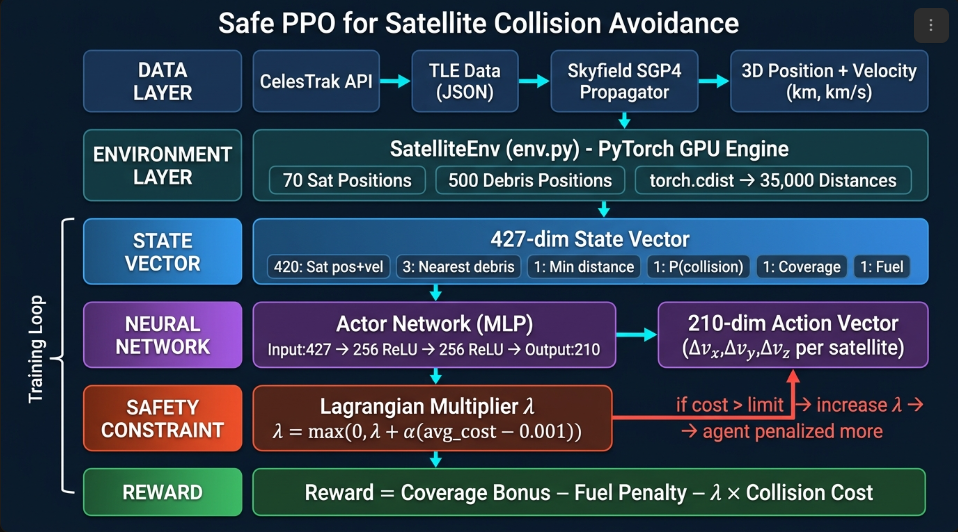 Safe PPO for Satellite Collision Avoidance
DATA
LAYER
CelesTrak API
TLE Data
(JSON)
Skyfield SGP4
Propagator
3D Position + Velocity
(km, km/s)
ENVIRONMENT
LAYER
SatelliteEnv (env.py) - PyTorch GPU Engine
70 Sat Positions
500 Debris Positions
torch.cdist → 35,000 Distances
Training Loop
STATE
VECTOR
427-dim State Vector
420: Sat pos+vel
3: Nearest debris
1: Min distance
1: P(collision)
1: Coverage
1: Fuel
NEURAL
NETWORK
Actor Network (MLP)
Input:427 → 256 ReLU → 256 ReLU → Output:210
210-dim Action Vector
(Δvₓ,Δvᵧ,Δv_z per satellite)
SAFETY
CONSTRAINT
Lagrangian Multiplier λ
λ = max(0, λ + α(avg_cost − 0.001))
if cost > limit → increase λ →
→ agent penalized more
REWARD
Reward = Coverage Bonus − Fuel Penalty − λ × Collision Cost